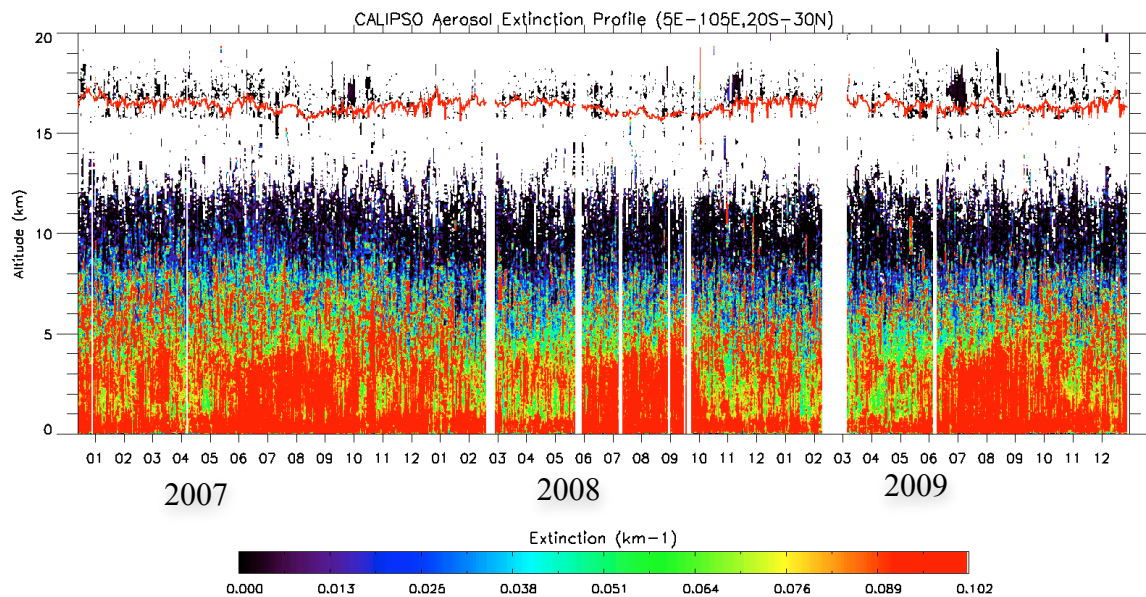 CALIPSO Aerosol Extinction Profile (5E-105E,20S-30N)
20
15
10
5
0
Altitude (km)
01 02 03 04 05 06 07 08 09 10 11 12 01 02 03 04 05 06 07 08 09 10 11 12 01 02 03 04 05 06 07 08 09 10 11 12
2007 2008 2009
Extinction (km-1)
0.000 0.013 0.025 0.038 0.051 0.064 0.076 0.089 0.102